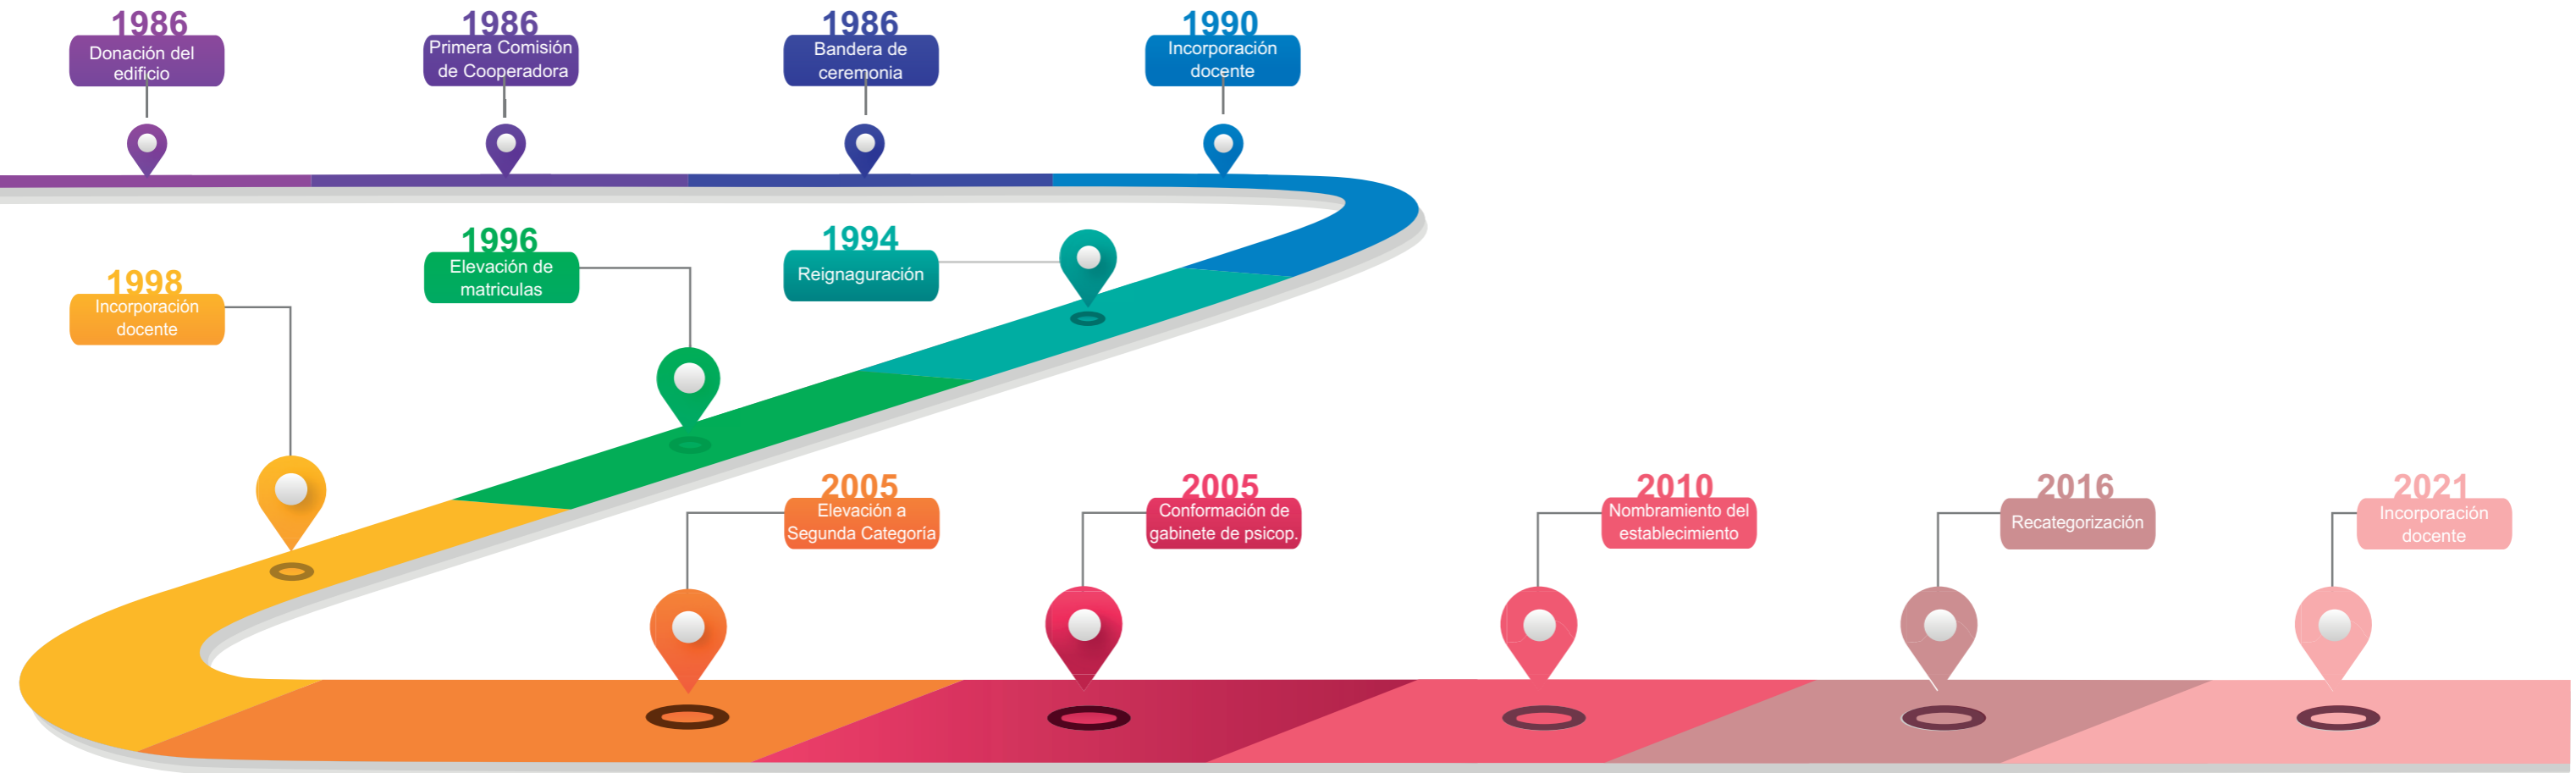 1986
Donación del
edificio
1986
Primera Comisión
de Cooperadora
1986
Bandera de
ceremonia
1990
Incorporación
docente
1994
Reignaguración
1996
Elevación de
matriculas
1998
Incorporación
docente
2005
Elevación a
Segunda Categoría
2005
Conformación de
gabinete de psicop.
2010
Nombramiento del
establecimiento
2016
Recategorización
2021
Incorporación
docente